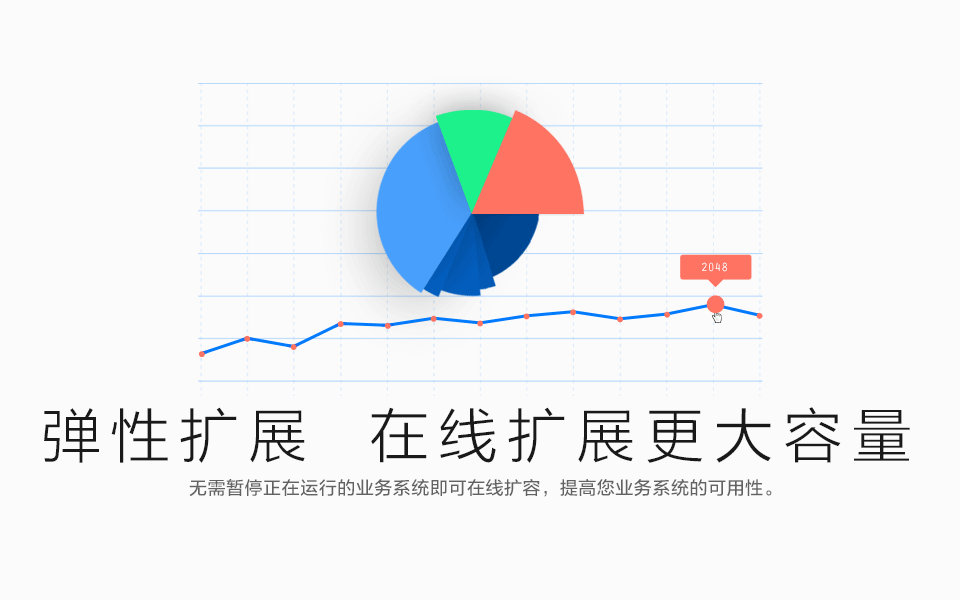 2048
弹性扩展 在线扩展更大容量
无需暂停正在运行的业务系统即可在线扩容，提高您业务系统的可用性。